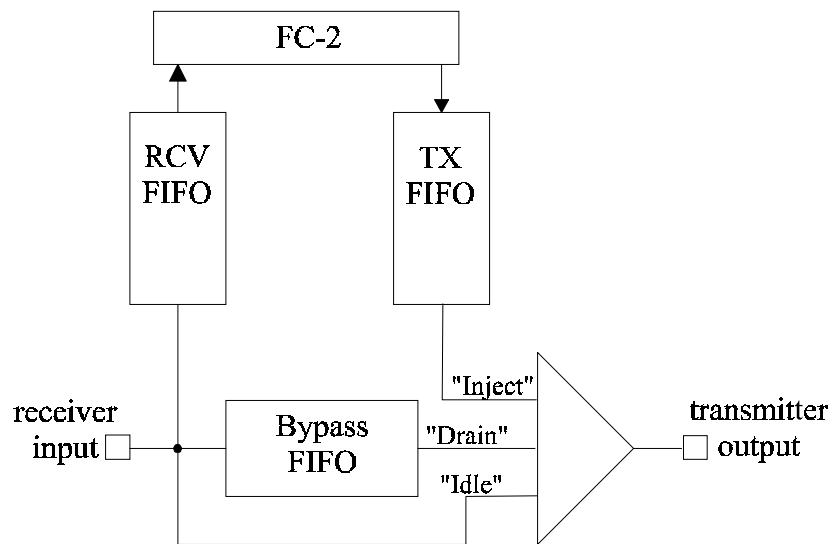 FC-2
RCV
FIFO
TX
FIFO
"Inject"
receiver
input
Bypass
FIFO
"Drain"
transmitter
output
"Idle"